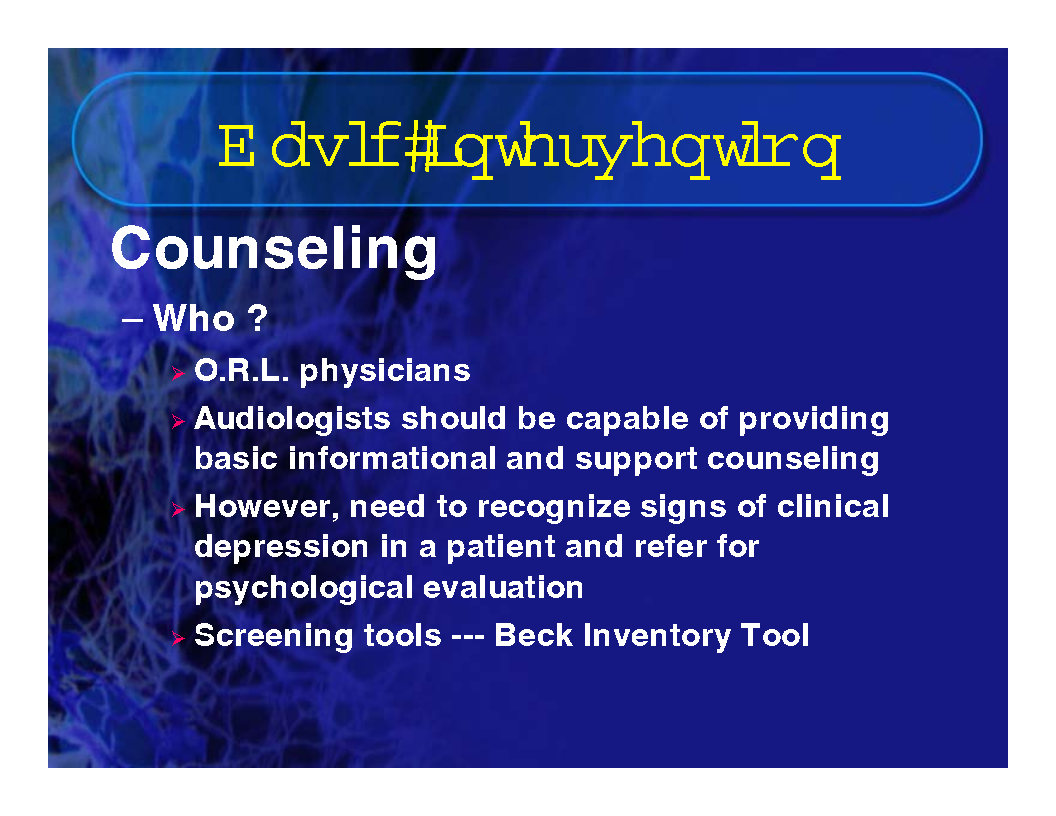 Edvlf#Lqwhuyhqwlrq
Counseling
– Who ?
➢ O.R.L. physicians
➢ Audiologists should be capable of providing
basic informational and support counseling
➢ However, need to recognize signs of clinical
depression in a patient and refer for
psychological evaluation
➢ Screening tools --- Beck Inventory Tool